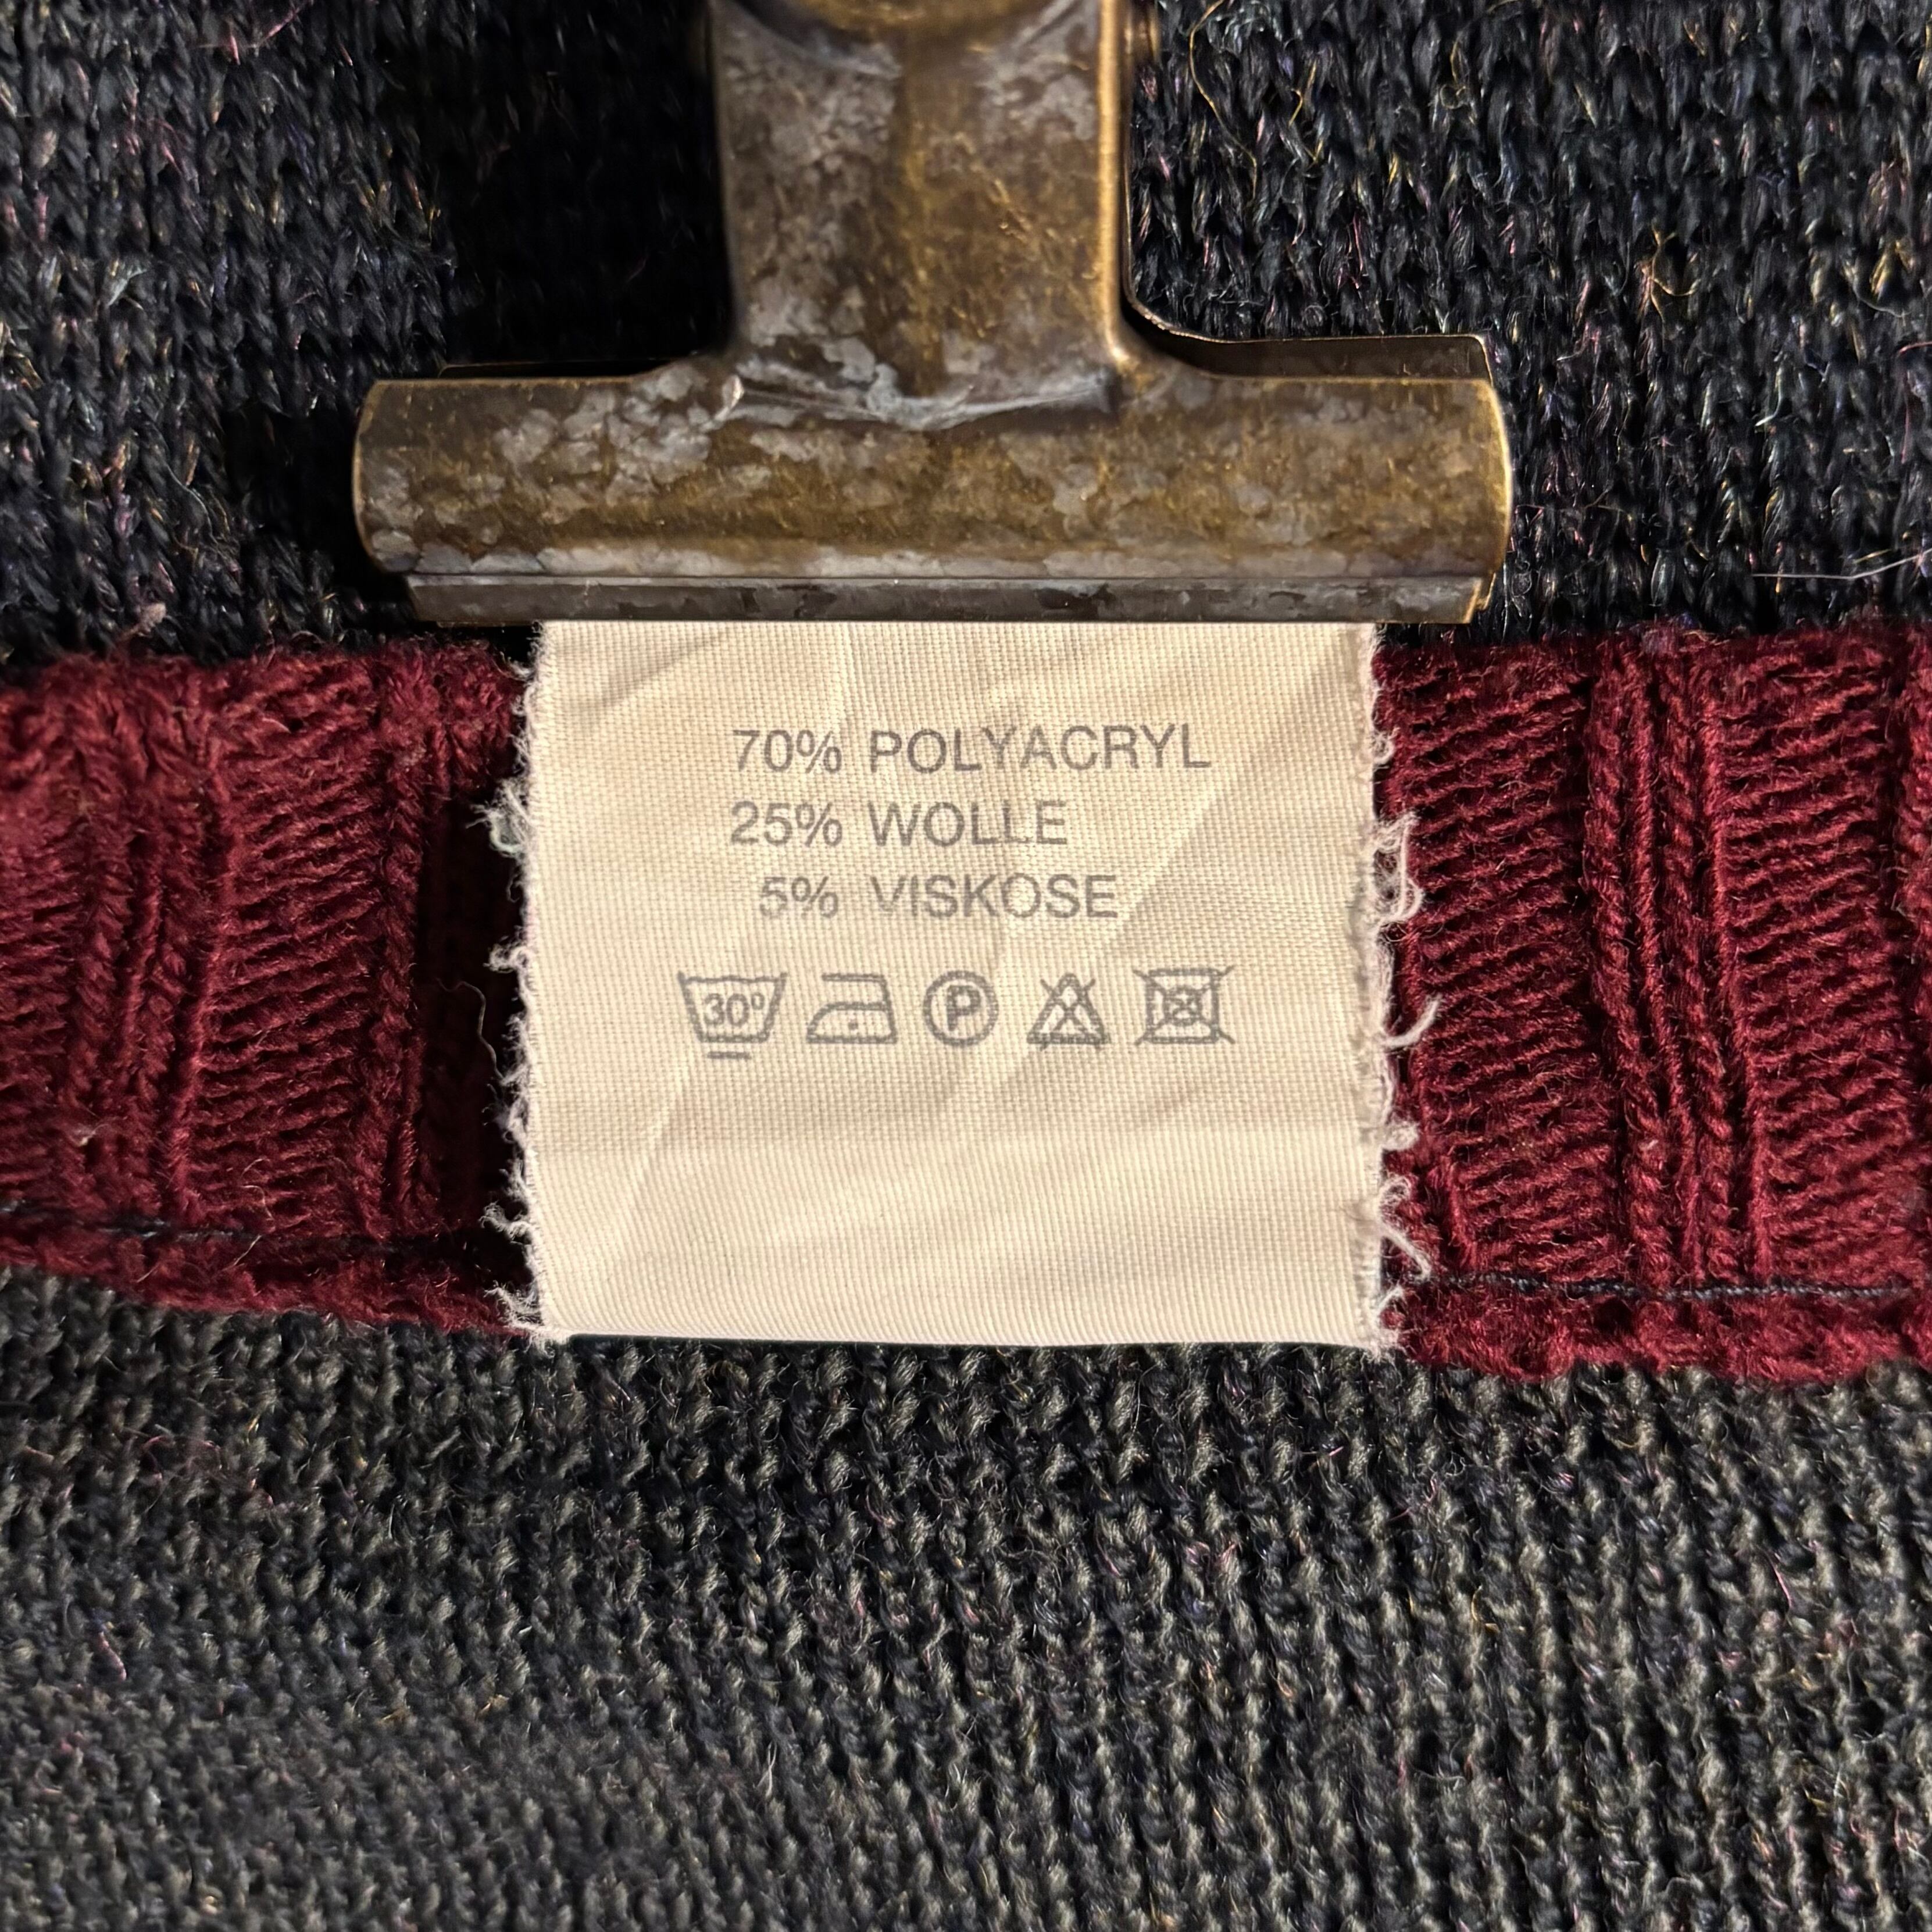 70% POLYACRYL
25% WOLLE
5% VISKOSE
30° P